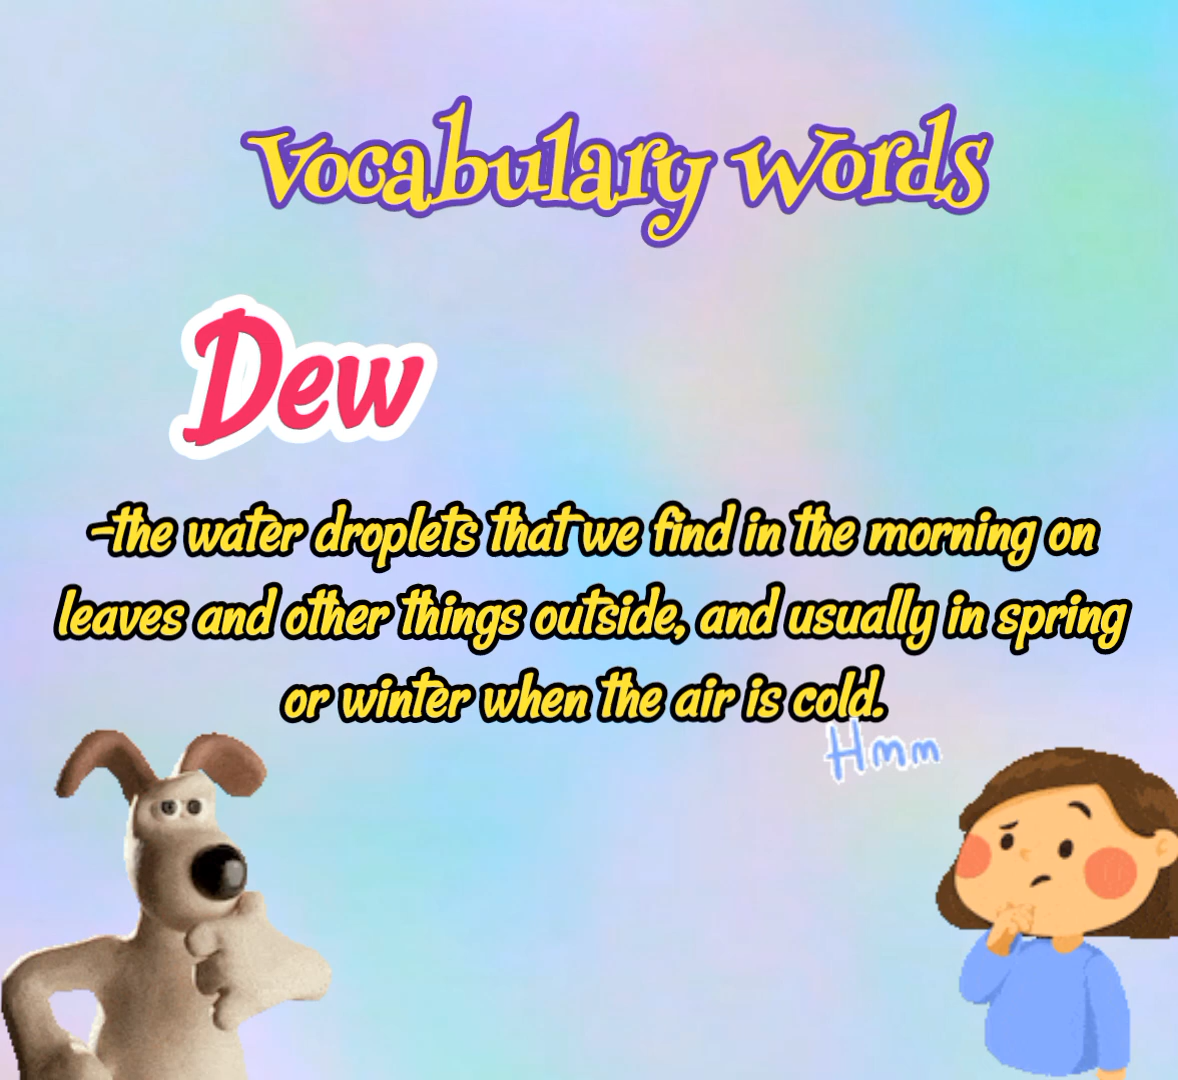 Vocabulary words
Dew
-the water droplets that we find in the morning on
leaves and other things outside, and usually in spring
or winter when the air is cold.
Hmm